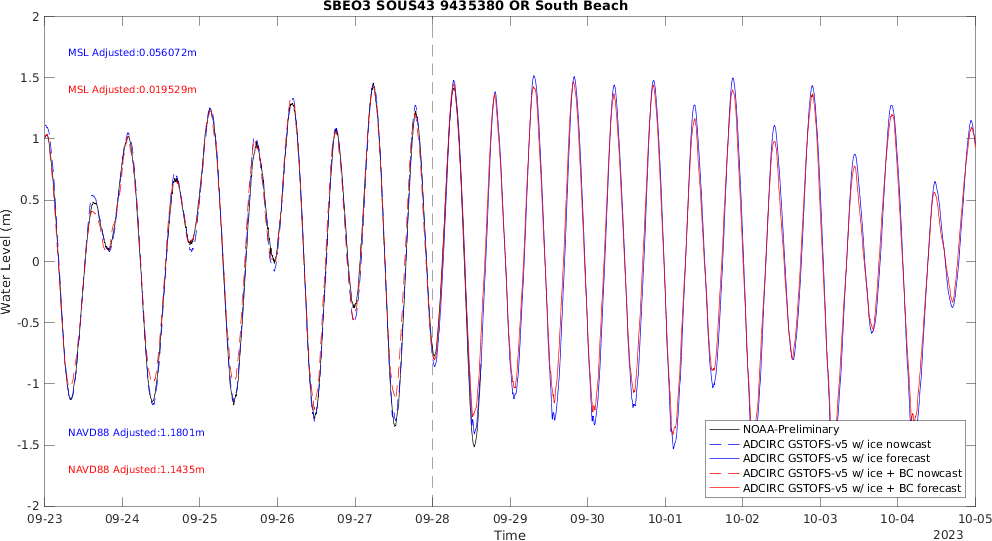 SBEO3 SOUS43 9435380 OR South Beach
2
1.5
1
0.5
0
-0.5
-1
-1.5
-2
Water Level (m)
MSL Adjusted:0.056072m
MSL Adjusted:0.019529m
NAVD88 Adjusted:1.1801m
NAVD88 Adjusted:1.1435m
NOAA-Preliminary
ADCIRC GSTOFS-v5 w/ ice nowcast
ADCIRC GSTOFS-v5 w/ ice forecast
ADCIRC GSTOFS-v5 w/ ice + BC nowcast
ADCIRC GSTOFS-v5 w/ ice + BC forecast
09-23 09-24 09-25 09-26 09-27 09-28 09-29 09-30 10-01 10-02 10-03 10-04 10-05
Time
2023